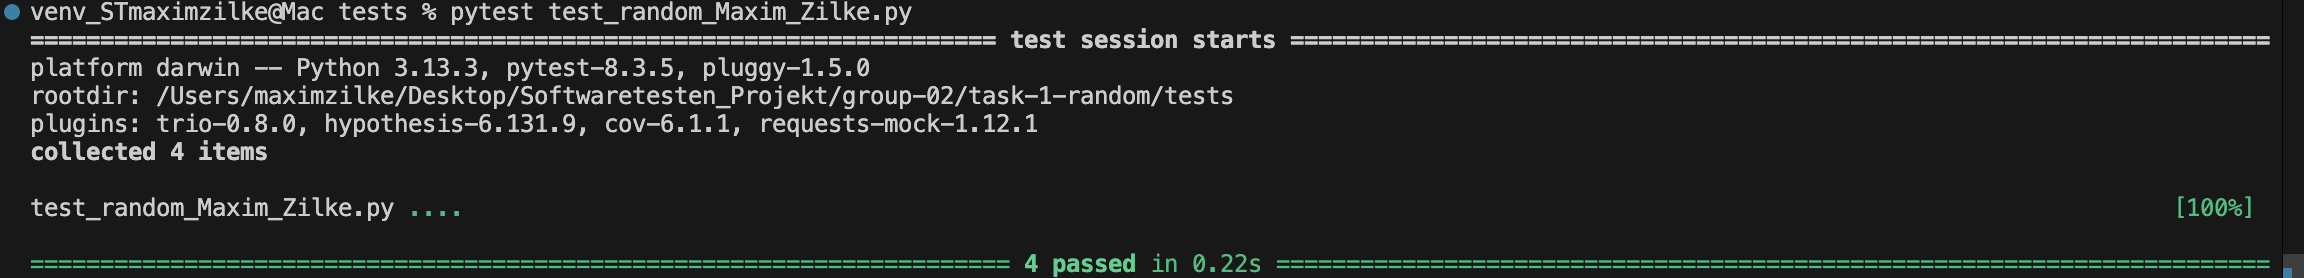 venv_STmaximzilke@Mac tests % pytest test_random_Maxim_Zilke.py
===================================================================== test session starts ======================================================================
platform darwin -- Python 3.13.3, pytest-8.3.5, pluggy-1.5.0
rootdir: /Users/maximzilke/Desktop/Softwaretesten_Projekt/group-02/task-1-random/tests
plugins: trio-0.8.0, hypothesis-6.131.9, cov-6.1.1, requests-mock-1.12.1
collected 4 items
test_random_Maxim_Zilke.py .... [100%]
====================================================================== 4 passed in 0.22s =======================================================================